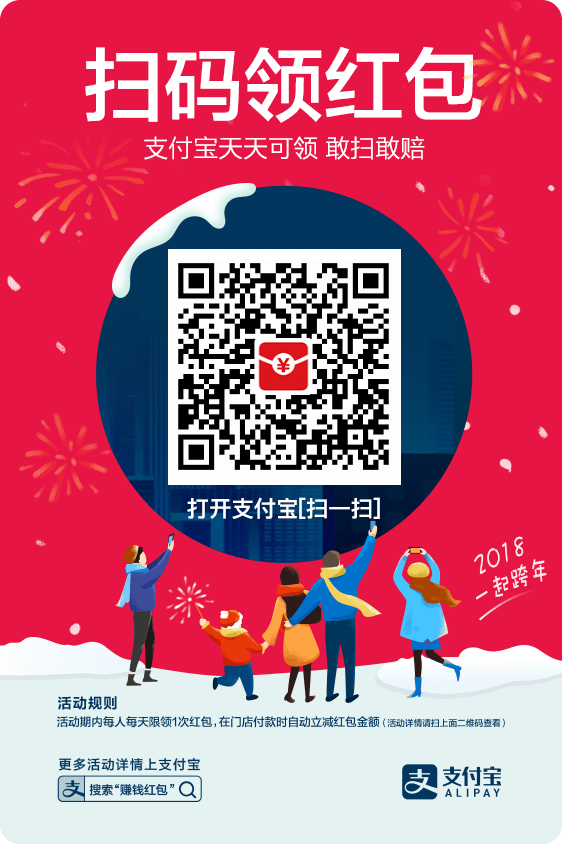 扫码领红包
支付宝天天可领 敢扫敢赔
¥
打开支付宝[扫一扫]
2018
一起跨年
活动规则
活动期内每人每天限领1次红包,在门店付款时自动立减红包金额(活动详情请扫上面二维码查看)
更多活动详情上支付宝
支 搜索“赚钱红包”
支 支付宝
ALIPAY